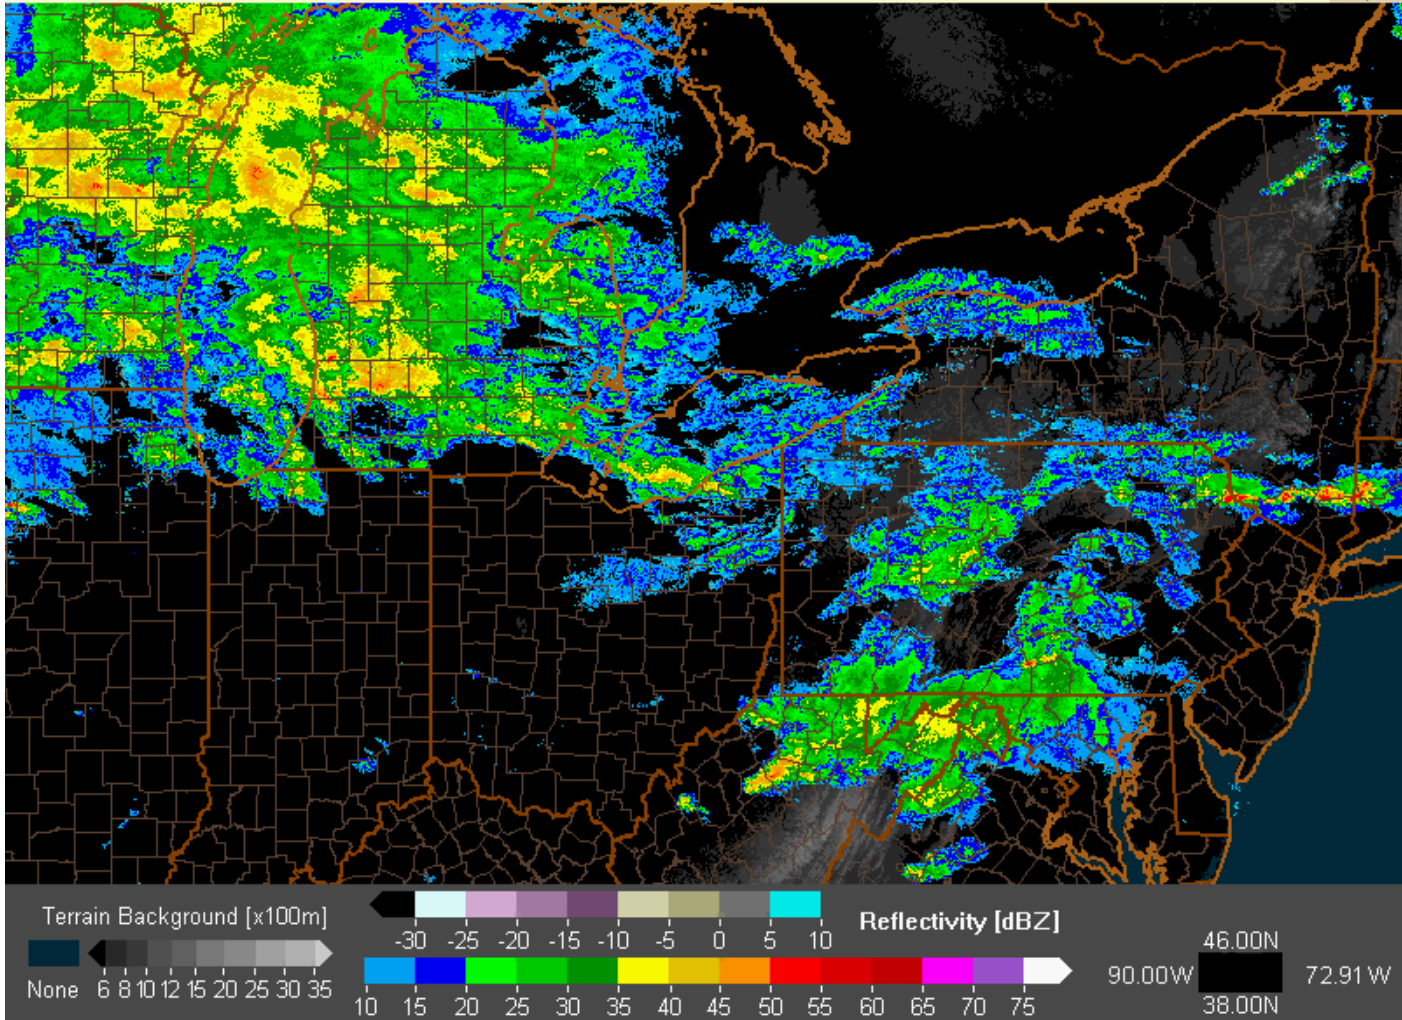 Terrain Background [x100m]
None 6 8 10 12 15 20 25 30 35
-30 -25 -20 -15 -10 -5 0 5 10
Reflectivity [dBZ]
10 15 20 25 30 35 40 45 50 55 60 65 70 75
46.00N
90.00W 72.91W
38.00N